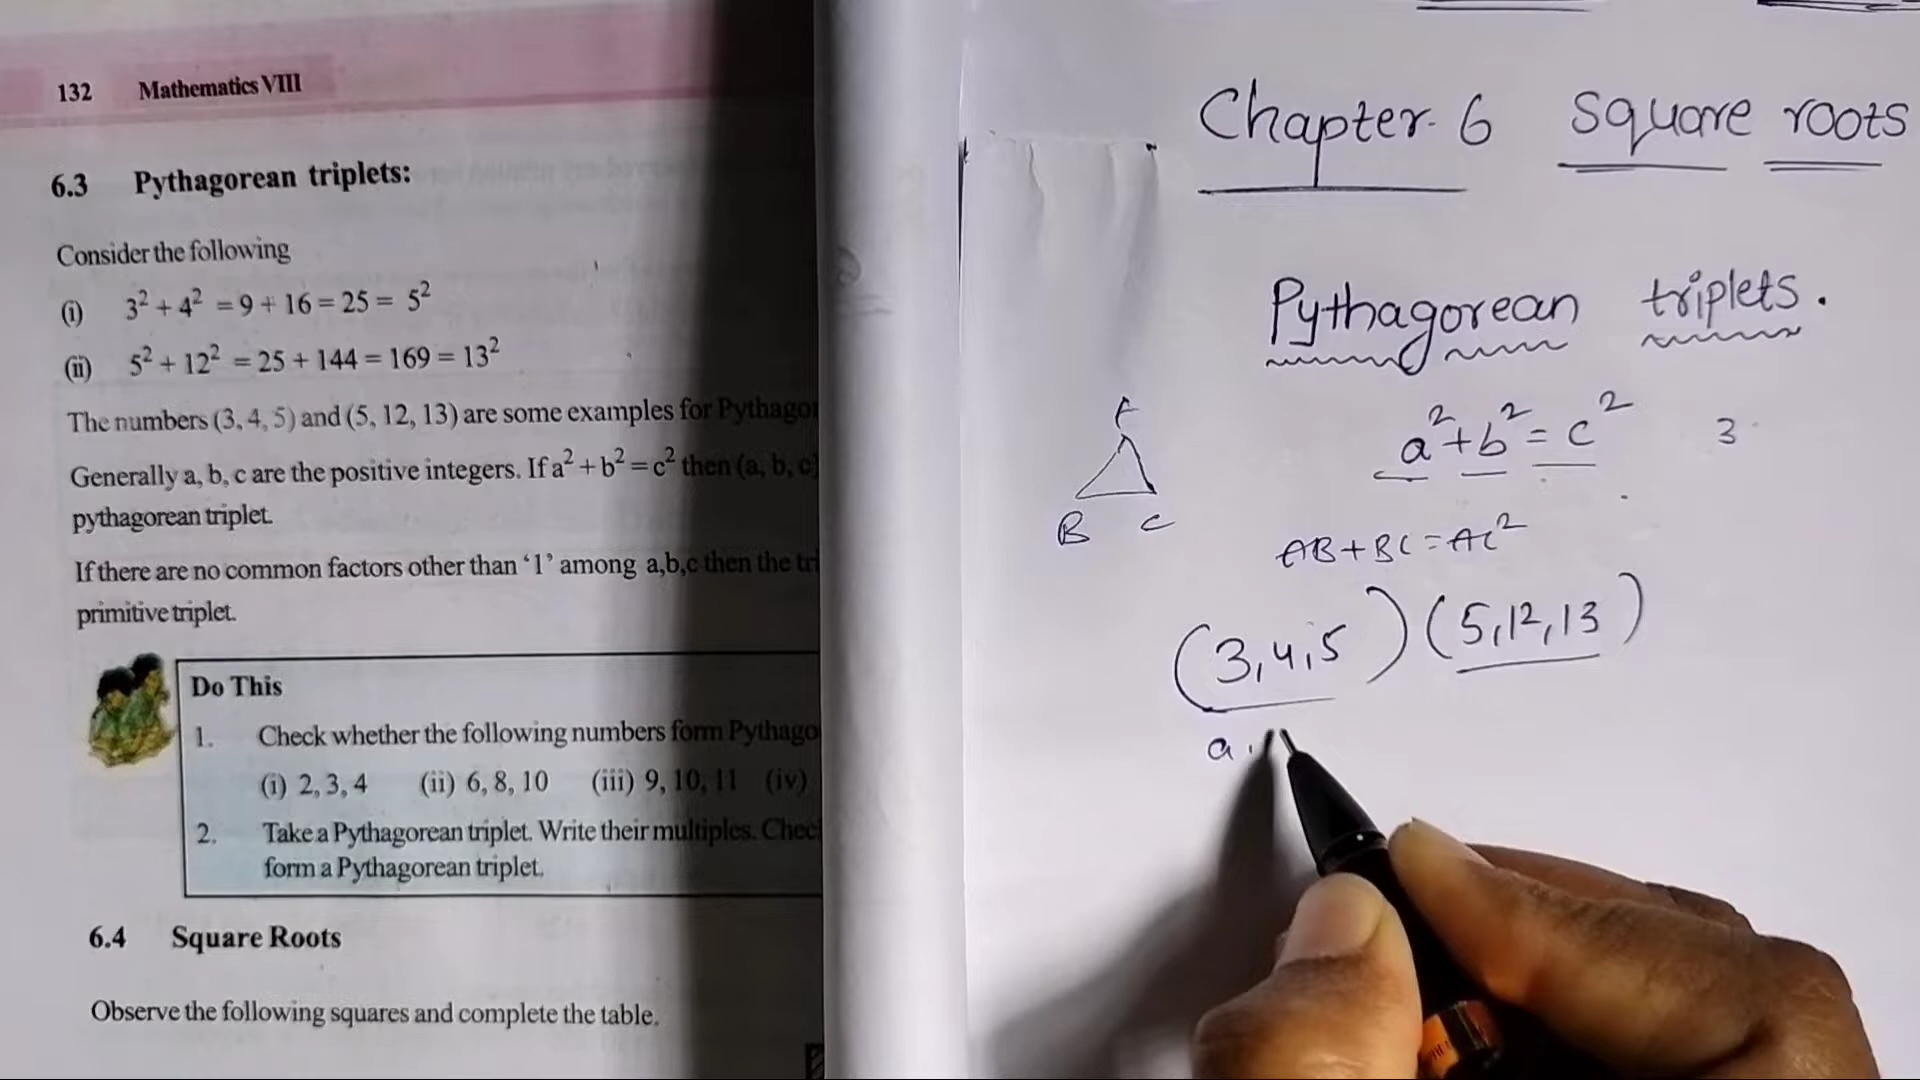 132 Mathematics VIII
6.3 Pythagorean triplets:
Consider the following
(i) 3² + 4² = 9 + 16 = 25 = 5²
(ii) 5² + 12² = 25 + 144 = 169 = 13²
The numbers (3, 4, 5) and (5, 12, 13) are some examples for Pythagor
Generally a, b, c are the positive integers. If a² + b² = c² then (a, b, c)
pythagorean triplet.
If there are no common factors other than ‘1’ among a,b,c then the tri
primitive triplet.
Do This
1. Check whether the following numbers form Pythago
(i) 2, 3, 4 (ii) 6, 8, 10 (iii) 9, 10, 11 (iv)
2. Take a Pythagorean triplet. Write their multiples. Chec
form a Pythagorean triplet.
6.4 Square Roots
Observe the following squares and complete the table.
Chapter-6 Square roots
Pythagorean triplets.
a² + b² = c² 3
B C
AB + BC = AC²
(3,4,5) (5,12,13)
a